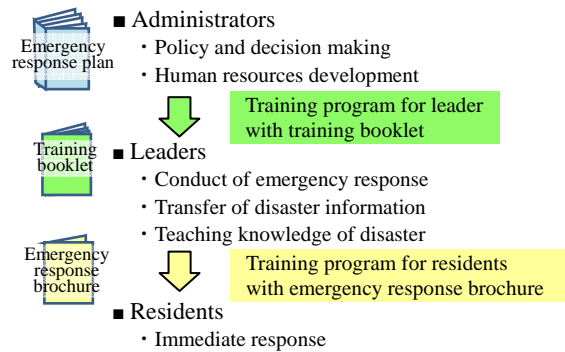 Emergency
response plan
■ Administrators
・Policy and decision making
・Human resources development
Training program for leader
with training booklet
Training
booklet
■ Leaders
・Conduct of emergency response
・Transfer of disaster information
・Teaching knowledge of disaster
Emergency
response
brochure
Training program for residents
with emergency response brochure
■ Residents
・Immediate response